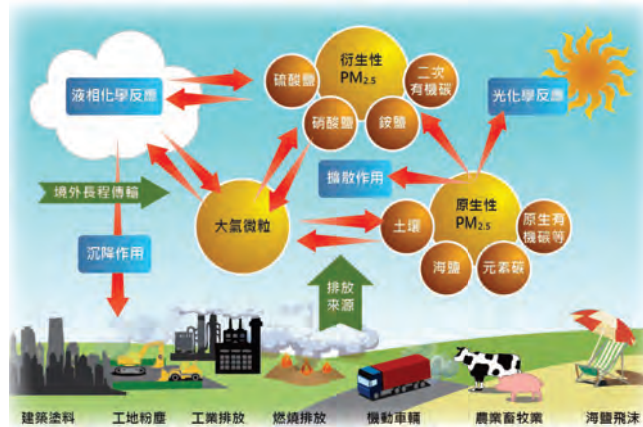 衍生性
PM2.5
硫酸鹽
二次
有機碳
硝酸鹽
銨鹽
液相化學反應
光化學反應
擴散作用
境外長程傳輸
大氣微粒
原生性
PM2.5
土壤
原生有
機碳等
海鹽
元素碳
沉降作用
排放
來源
建築塗料
工地粉塵
工業排放
燃燒排放
機動車輛
農業畜牧業
海鹽飛沫